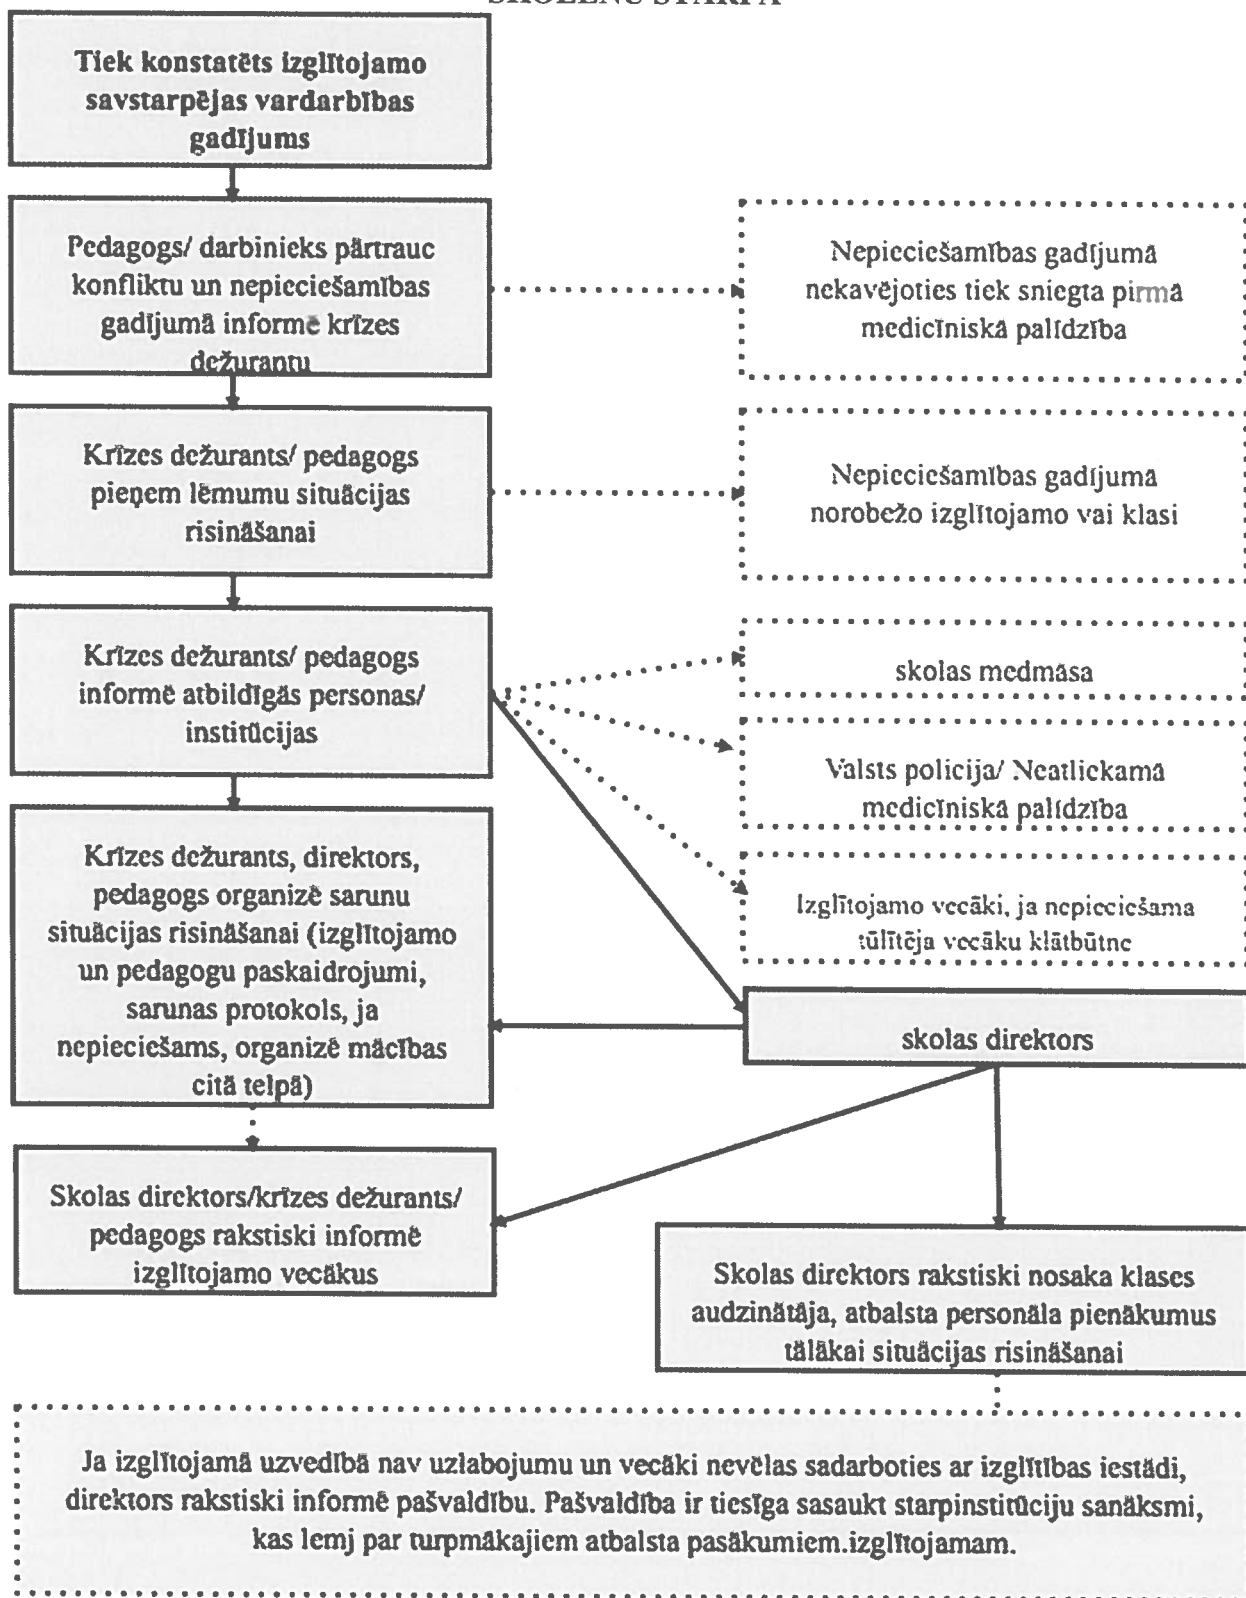 SKOLĒNU STARPĀ
Tiek konstatēts izglītojamo
savstarpējas vardarbības
gadījums
Pedagogs/ darbinieks pārtrauc
konfliktu un nepieciešamības
gadījumā informē krīzes
dežurantu
Nepieciešamības gadījumā
nekavējoties tiek sniegta pirmā
medicīniskā palīdzība
Krīzes dežurants/ pedagogs
pieņem lēmumu situācijas
risināšanai
Nepieciešamības gadījumā
norobežo izglītojamo vai klasi
Krīzes dežurants/ pedagogs
informē atbildīgās personas/
institūcijas
skolas medmāsa
Valsts policija/ Neatliekamā
medicīniskā palīdzība
Izglītojamo vecāki, ja nepieciešama
tūlītēja vecāku klātbūtne
Krīzes dežurants, direktors,
pedagogs organizē sarunu
situācijas risināšanai (izglītojamo
un pedagogu paskaidrojumi,
sarunas protokols, ja
nepieciešams, organizē mācības
citā telpā)
skolas direktors
Skolas direktors/krīzes dežurants/
pedagogs rakstiski informē
izglītojamo vecākus
Skolas direktors rakstiski nosaka klases
audzinātāja, atbalsta personāla pienākumus
tālākai situācijas risināšanai
Ja izglītojamā uzvedībā nav uzlabojumu un vecāki nevēlas sadarboties ar izglītības iestādi,
direktors rakstiski informē pašvaldību. Pašvaldība ir tiesīga sasaukt starpinstitūciju sanāksmi,
kas lemj par turpmākajiem atbalsta pasākumiem.izglītojamam.